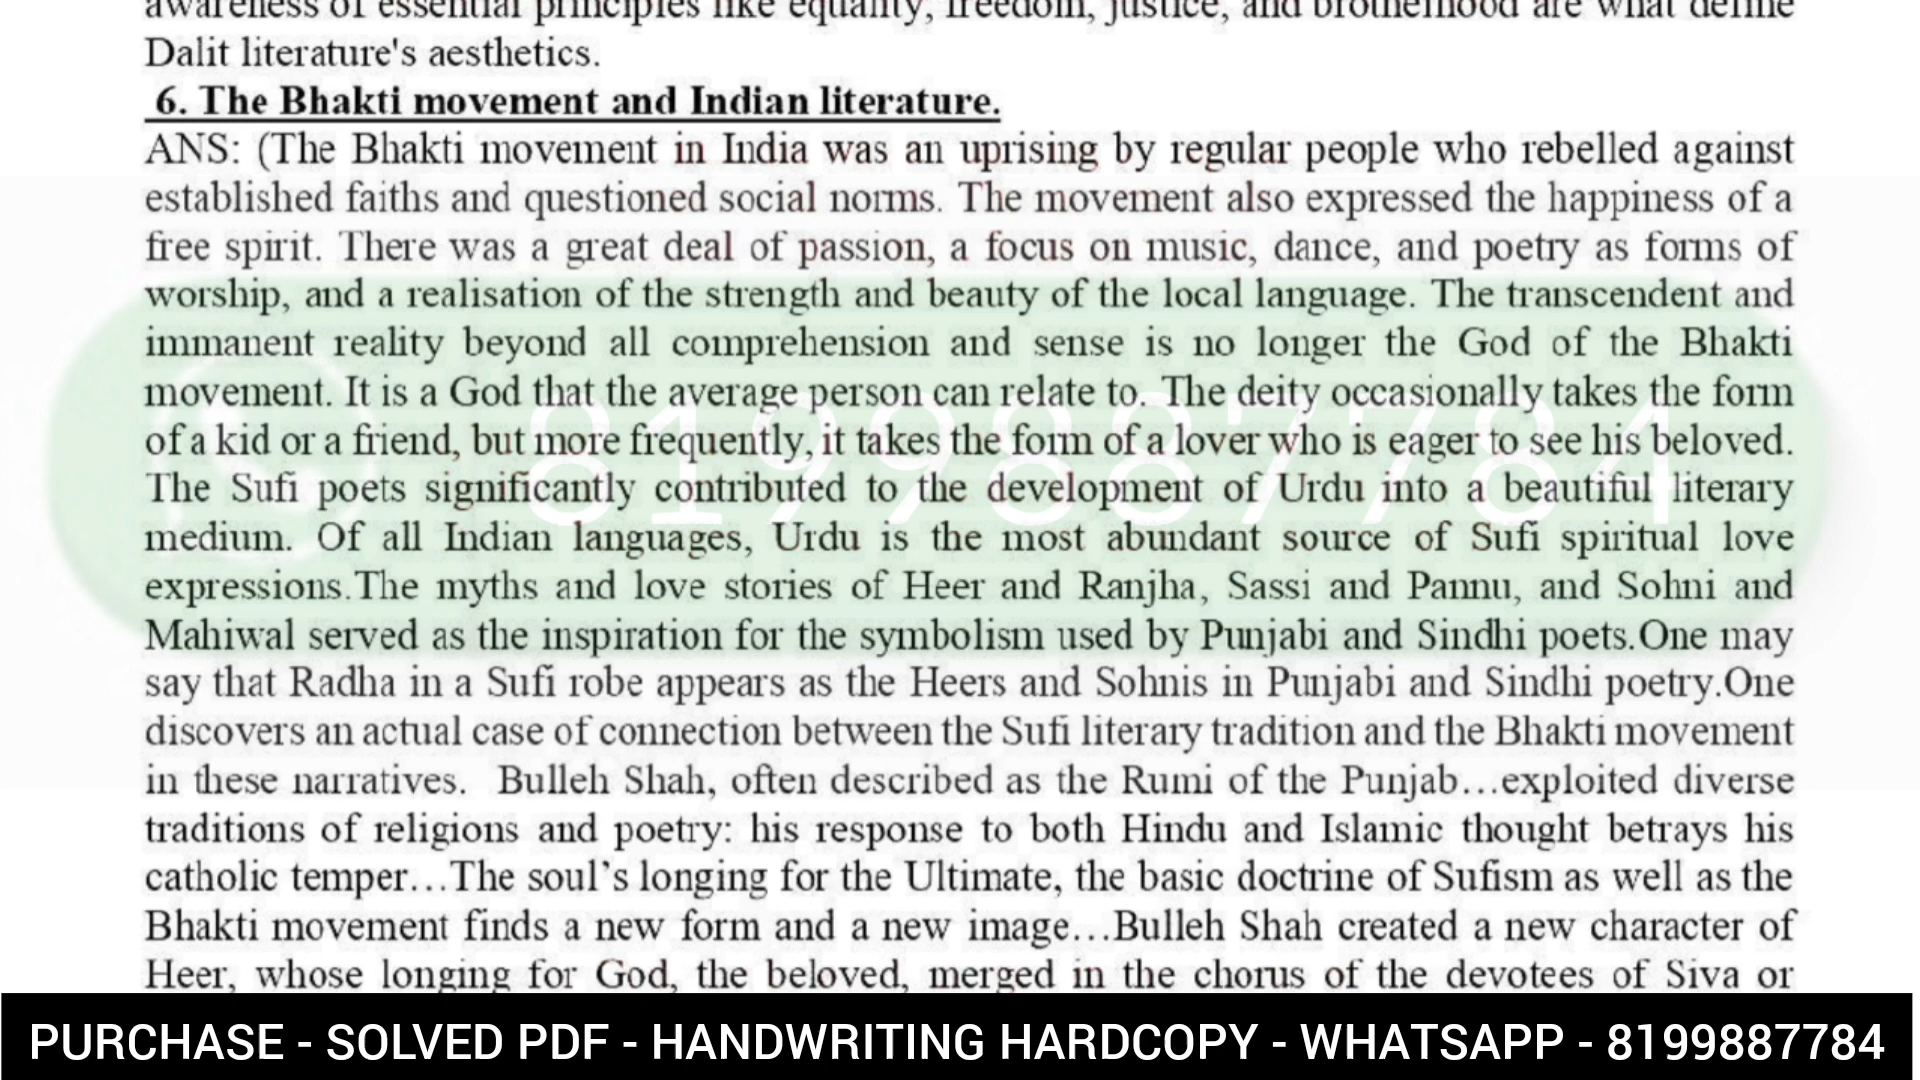 awareness of essential principles like equality, freedom, justice, and brotherhood are what define
Dalit literature's aesthetics.
6. The Bhakti movement and Indian literature.
ANS: (The Bhakti movement in India was an uprising by regular people who rebelled against
established faiths and questioned social norms. The movement also expressed the happiness of a
free spirit. There was a great deal of passion, a focus on music, dance, and poetry as forms of
worship, and a realisation of the strength and beauty of the local language. The transcendent and
immanent reality beyond all comprehension and sense is no longer the God of the Bhakti
movement. It is a God that the average person can relate to. The deity occasionally takes the form
of a kid or a friend, but more frequently, it takes the form of a lover who is eager to see his beloved.
8199887784
The Sufi poets significantly contributed to the development of Urdu into a beautiful literary
medium. Of all Indian languages, Urdu is the most abundant source of Sufi spiritual love
expressions.The myths and love stories of Heer and Ranjha, Sassi and Pannu, and Sohni and
Mahiwal served as the inspiration for the symbolism used by Punjabi and Sindhi poets.One may
say that Radha in a Sufi robe appears as the Heers and Sohnis in Punjabi and Sindhi poetry.One
discovers an actual case of connection between the Sufi literary tradition and the Bhakti movement
in these narratives. Bulleh Shah, often described as the Rumi of the Punjab…exploited diverse
traditions of religions and poetry: his response to both Hindu and Islamic thought betrays his
catholic temper…The soul’s longing for the Ultimate, the basic doctrine of Sufism as well as the
Bhakti movement finds a new form and a new image…Bulleh Shah created a new character of
Heer, whose longing for God, the beloved, merged in the chorus of the devotees of Siva or
PURCHASE - SOLVED PDF - HANDWRITING HARDCOPY - WHATSAPP - 8199887784